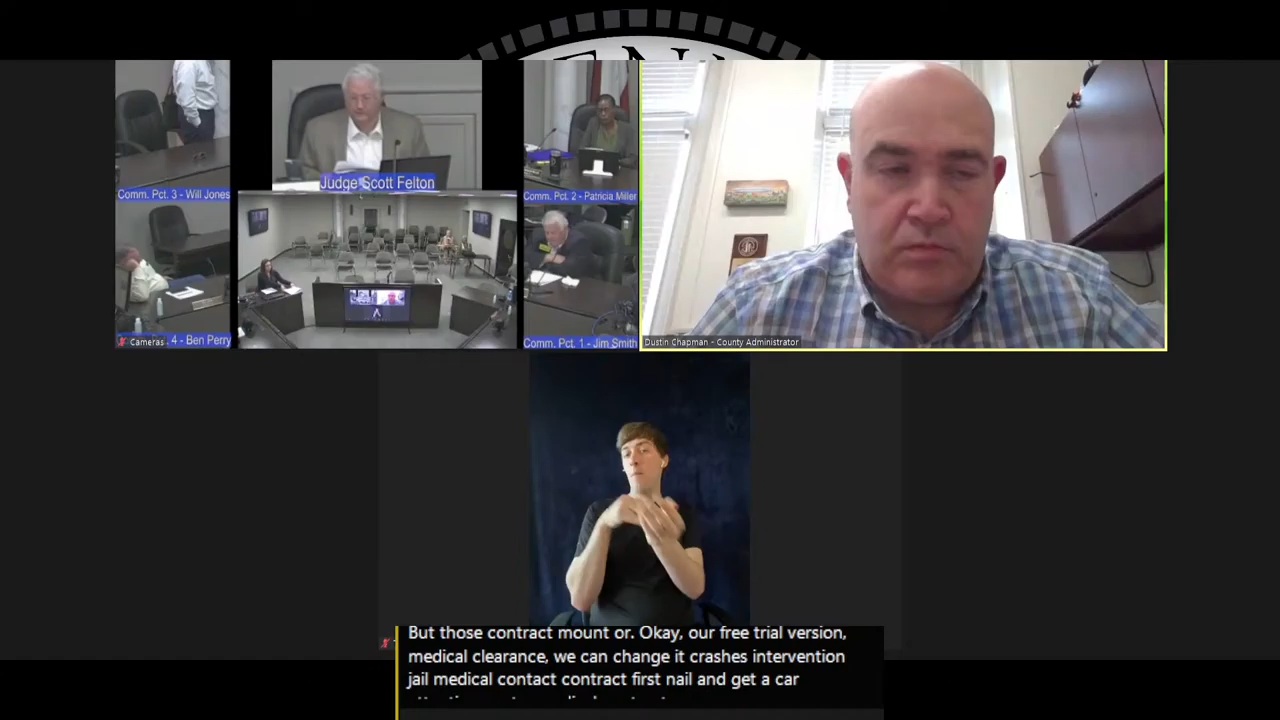 Comm. Pct. 3 - Will Jones
Judge Scott Felton
Comm. Pct. 2 - Patricia Miller
Cameras
4 - Ben Perry
Comm. Pct. 1 - Jim Smith
Dustin Chapman - County Administrator
But those contract mount or. Okay, our free trial version,
medical clearance, we can change it crashes intervention
jail medical contact contract first nail and get a car